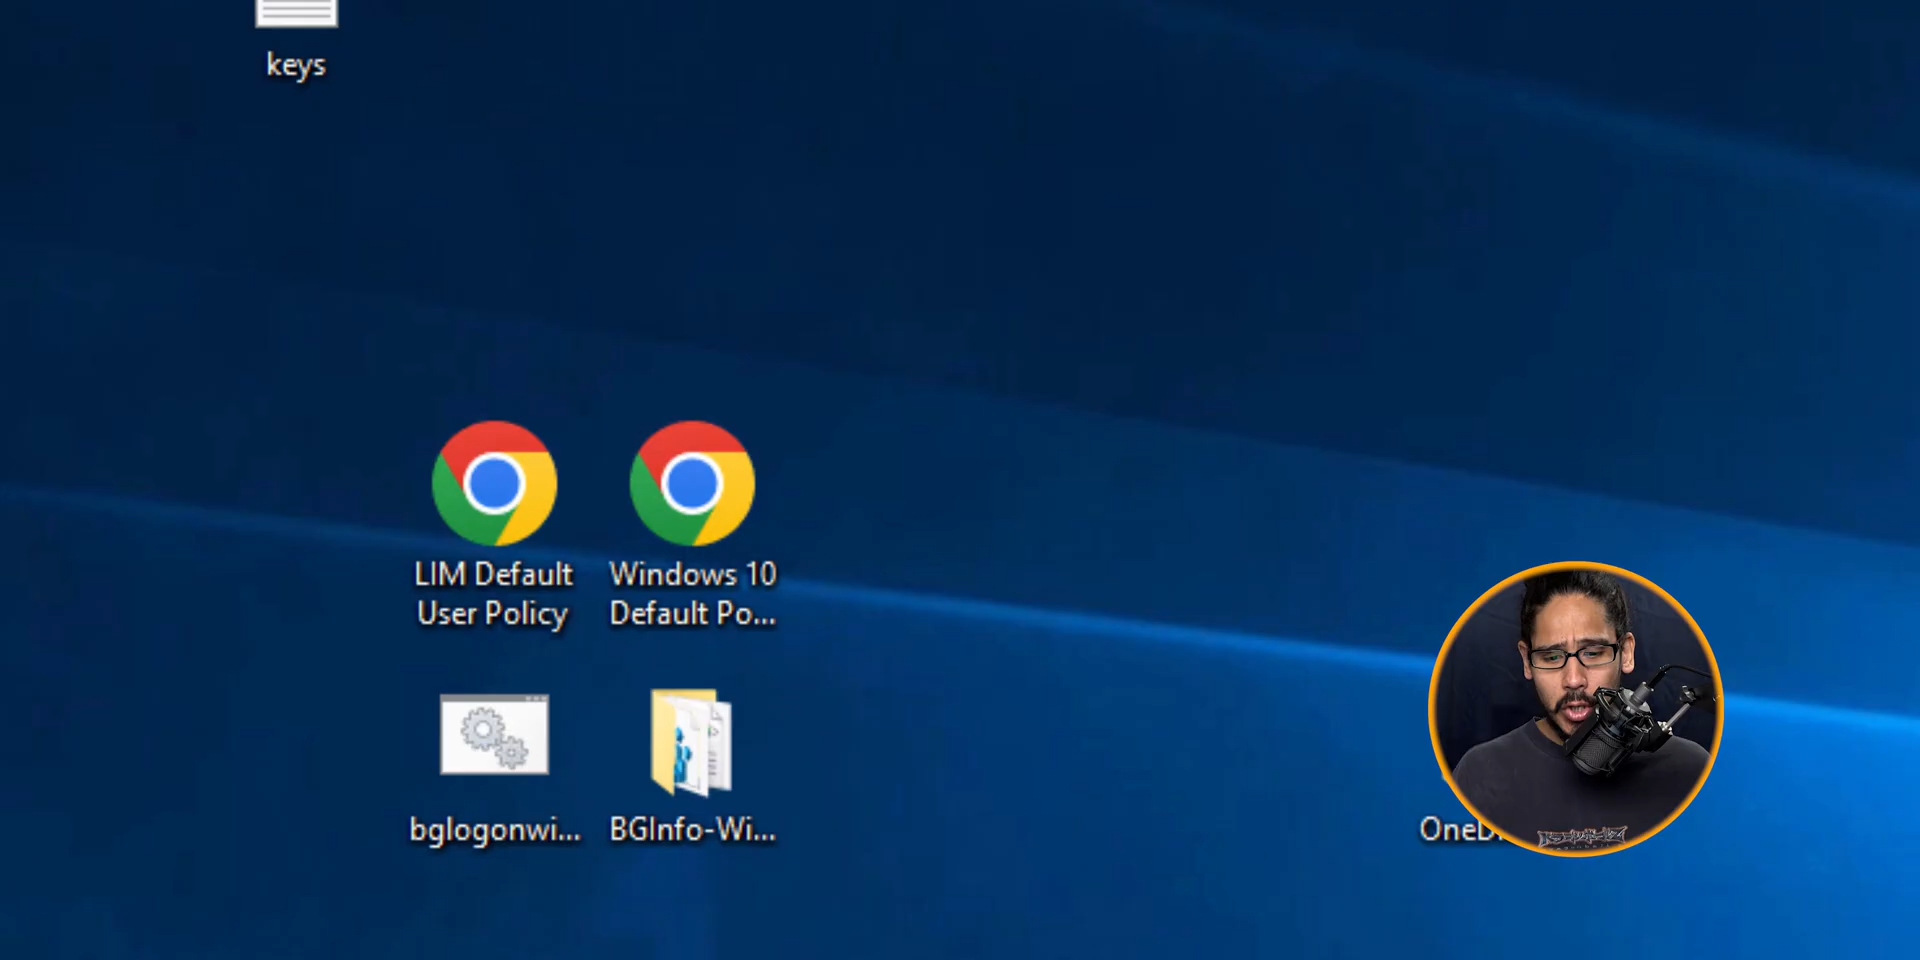 keys
LIM Default
User Policy
Windows 10
Default Po...
bglogonwi...
BGInfo-Wi...